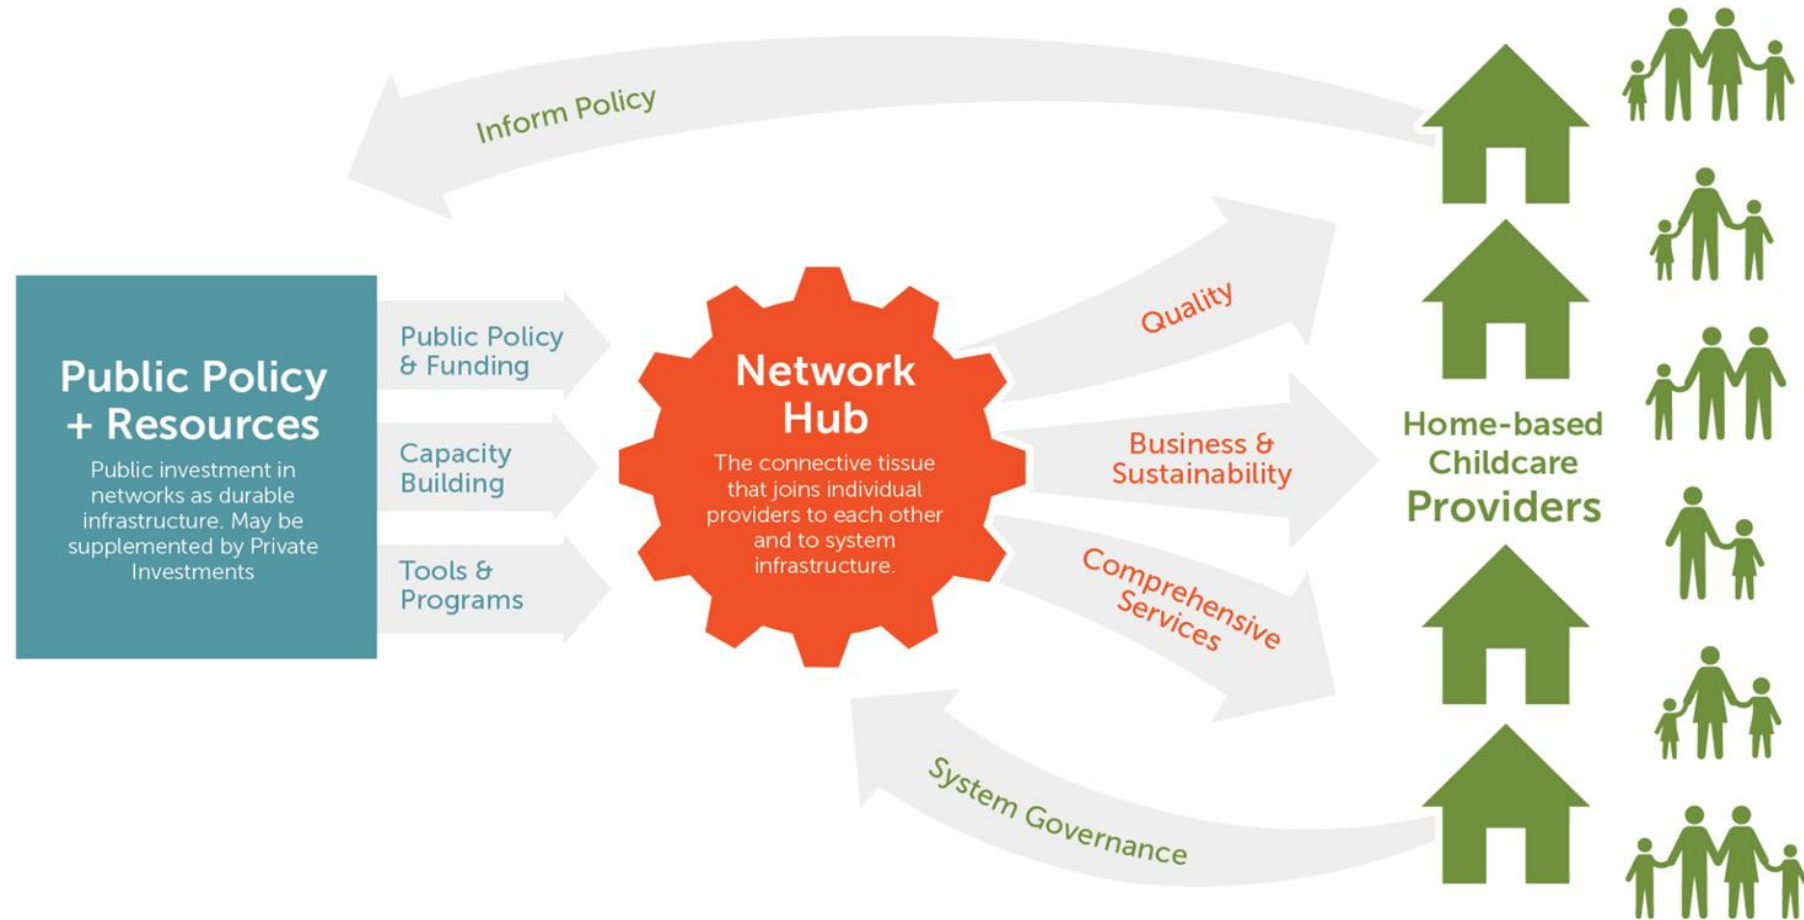 Inform Policy
Public Policy
+ Resources
Public investment in
networks as durable
infrastructure. May be
supplemented by Private
Investments
Public Policy
& Funding
Capacity
Building
Tools &
Programs
Network
Hub
The connective tissue
that joins individual
providers to each other
and to system
infrastructure.
Quality
Business &
Sustainability
Comprehensive
Services
System Governance
Home-based
Childcare
Providers